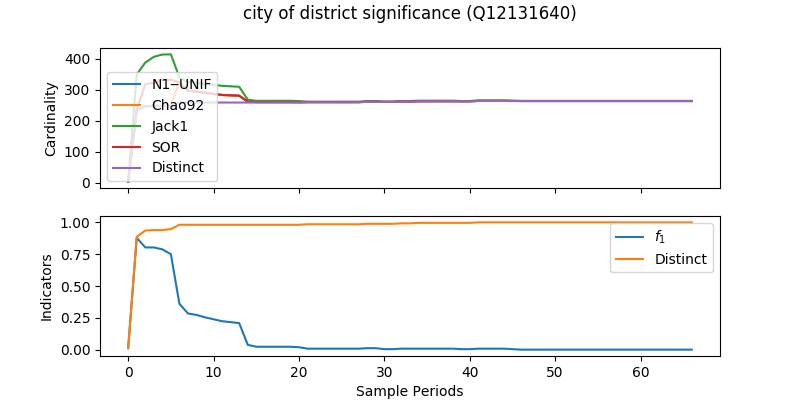 city of district significance (Q12131640)
400
300
200
100
0
Cardinality
N1−UNIF
Chao92
Jack1
SOR
Distinct
1.00
0.75
0.50
0.25
0.00
Indicators
f1
Distinct
0 10 20 30 40 50 60
Sample Periods